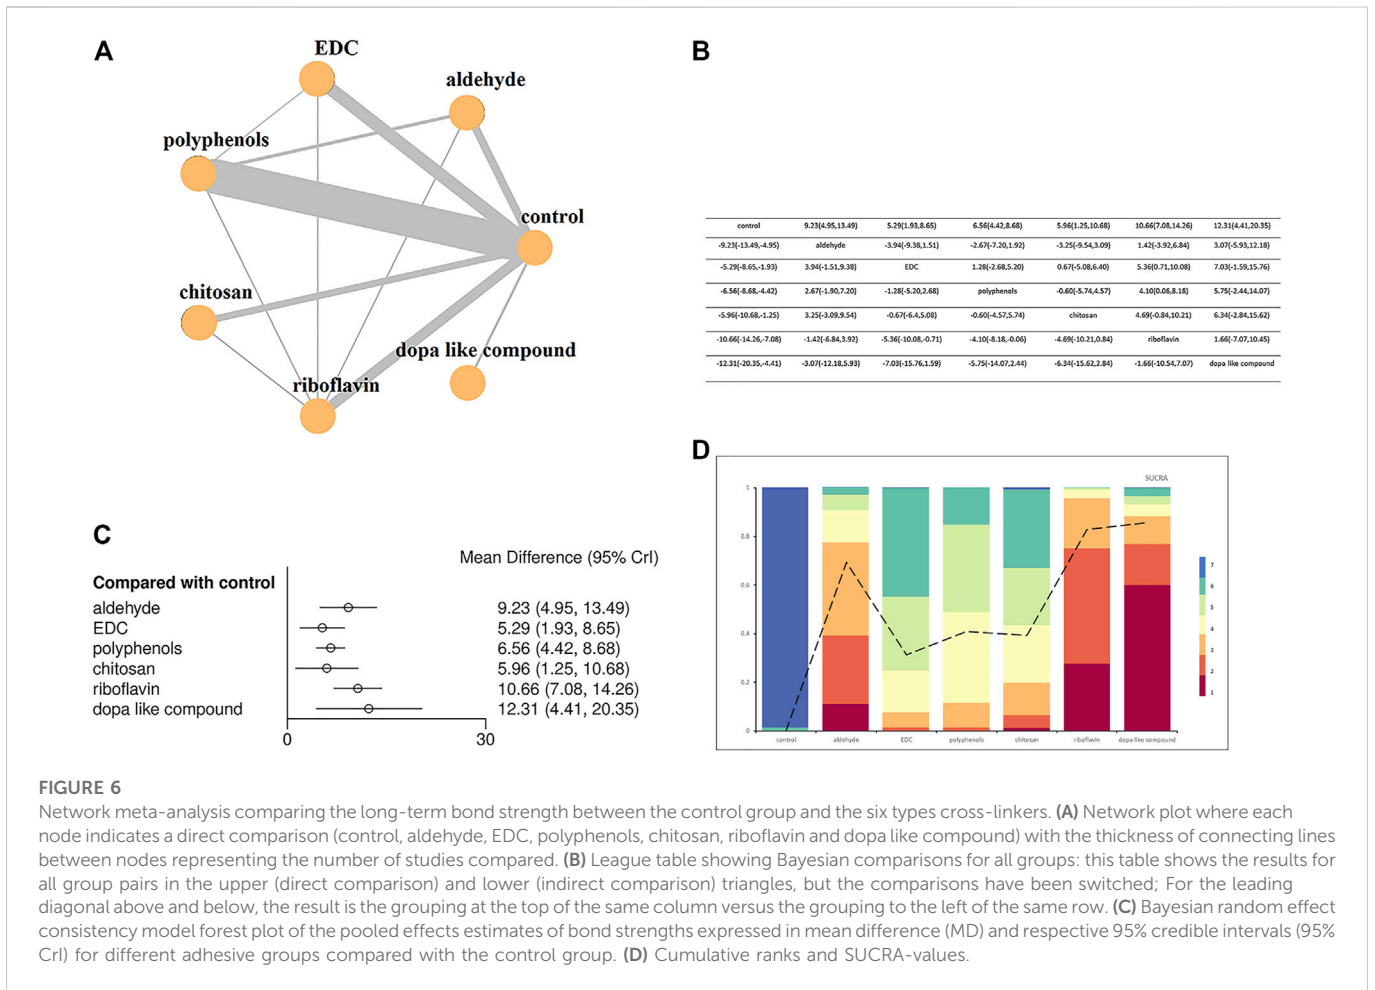 A
EDC
aldehyde
polyphenols
control
chitosan
dopa like compound
riboflavin
B
control 9.23(4.95,13.49) 5.29(1.93,8.65) 6.56(4.42,8.68) 5.96(1.25,10.68) 10.66(7.08,14.26) 12.31(4.41,20.35)
-9.23(-13.49,-4.95) aldehyde -3.94(-9.38,1.51) -2.67(-7.20,1.92) -3.25(-9.54,3.09) 1.42(-3.92,6.84) 3.07(-5.93,12.18)
-5.29(-8.65,-1.93) 3.94(-1.51,9.38) EDC 1.28(-2.68,5.20) 0.67(-5.08,6.40) 5.36(0.71,10.08) 7.03(-1.59,15.76)
-6.56(-8.68,-4.42) 2.67(-1.90,7.20) -1.28(-5.20,2.68) polyphenols -0.60(-5.74,4.57) 4.10(0.06,8.18) 5.75(-2.44,14.07)
-5.96(-10.68,-1.25) 3.25(-3.09,9.54) -0.67(-6.4,5.08) -0.60(-4.57,5.74) chitosan 4.69(-0.84,10.21) 6.34(-2.84,15.62)
-10.66(-14.26,-7.08) -1.42(-6.84,3.92) -5.36(-10.08,-0.71) -4.10(-8.18,-0.06) -4.69(-10.21,0.84) riboflavin 1.66(-7.07,10.45)
-12.31(-20.35,-4.41) -3.07(-12.18,5.93) -7.03(-15.76,1.59) -5.75(-14.07,2.44) -6.34(-15.62,2.84) -1.66(-10.54,7.07) dopa like compound
C
Mean Difference (95% CrI)
Compared with control
aldehyde 9.23 (4.95, 13.49)
EDC 5.29 (1.93, 8.65)
polyphenols 6.56 (4.42, 8.68)
chitosan 5.96 (1.25, 10.68)
riboflavin 10.66 (7.08, 14.26)
dopa like compound 12.31 (4.41, 20.35)
0 30
D
SUCRA
1
0.8
0.6
0.4
0.2
0
control aldehyde EDC polyphenols chitosan riboflavin dopa like compound
7
6
5
4
3
2
1
FIGURE 6
Network meta-analysis comparing the long-term bond strength between the control group and the six types cross-linkers. (A) Network plot where each
node indicates a direct comparison (control, aldehyde, EDC, polyphenols, chitosan, riboflavin and dopa like compound) with the thickness of connecting lines
between nodes representing the number of studies compared. (B) League table showing Bayesian comparisons for all groups: this table shows the results for
all group pairs in the upper (direct comparison) and lower (indirect comparison) triangles, but the comparisons have been switched; For the leading
diagonal above and below, the result is the grouping at the top of the same column versus the grouping to the left of the same row. (C) Bayesian random effect
consistency model forest plot of the pooled effects estimates of bond strengths expressed in mean difference (MD) and respective 95% credible intervals (95%
CrI) for different adhesive groups compared with the control group. (D) Cumulative ranks and SUCRA-values.